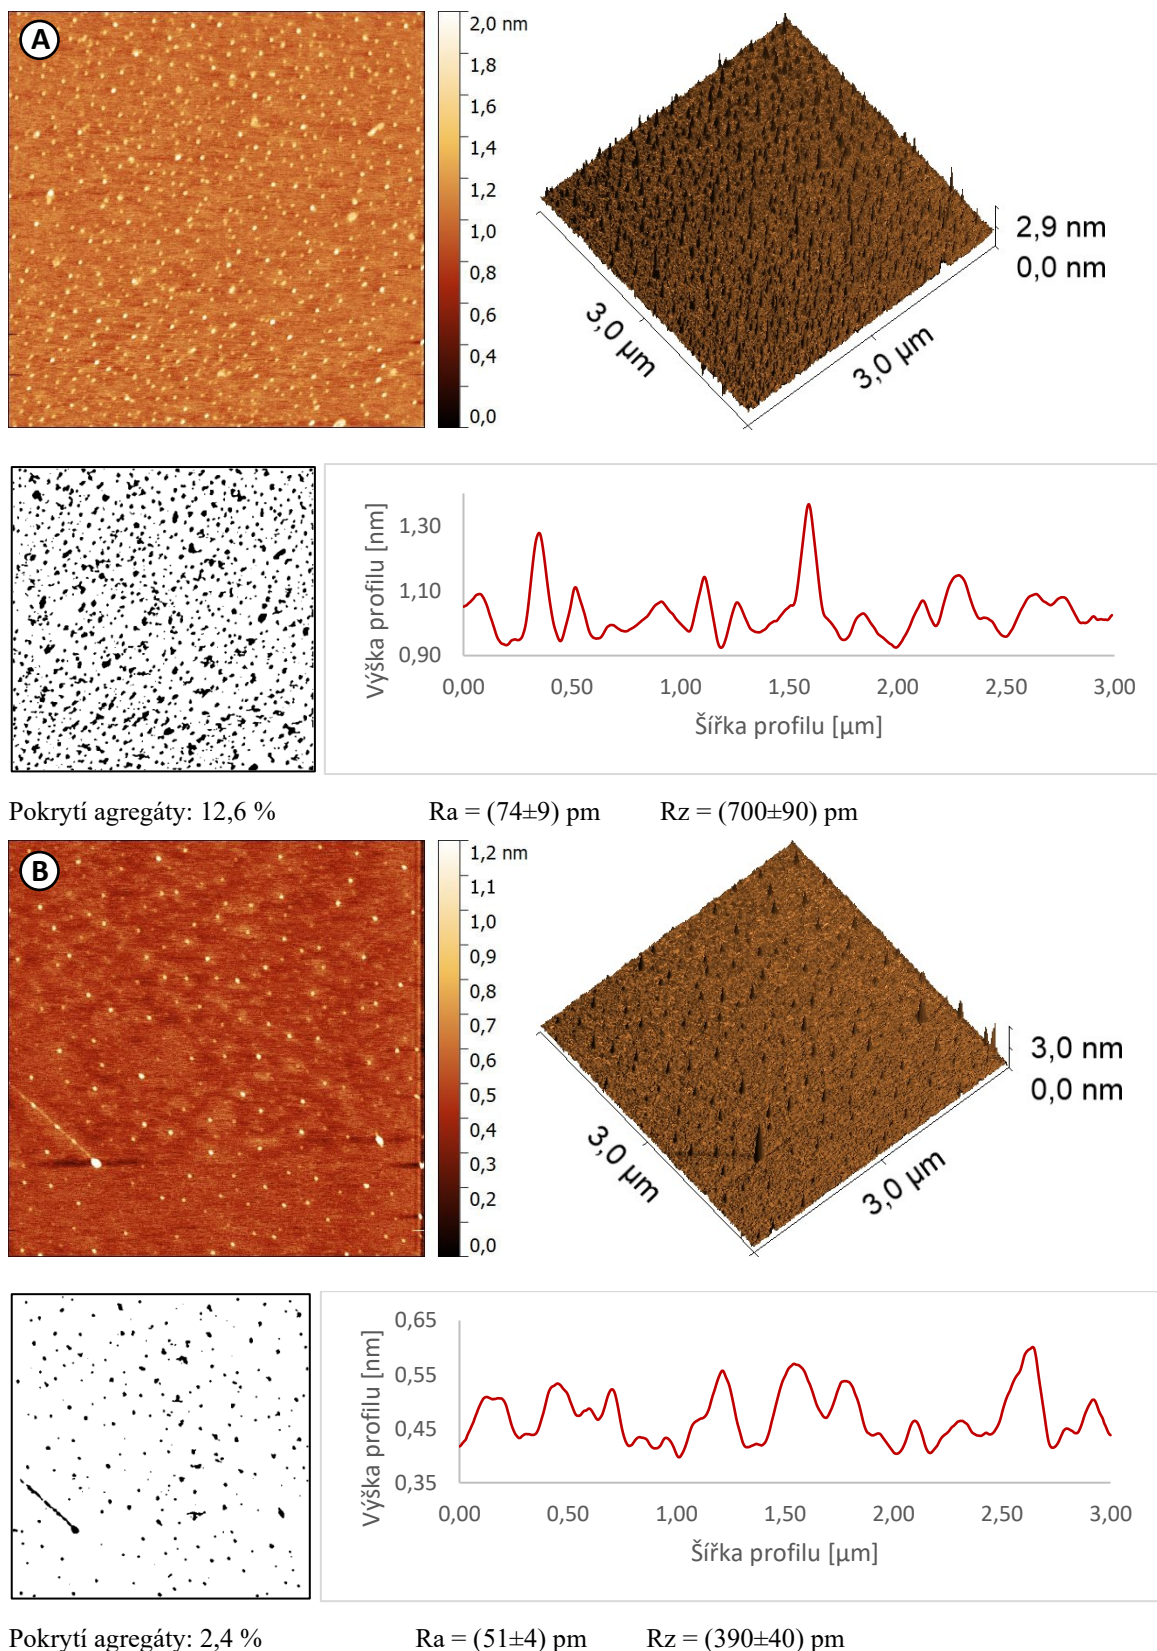 A
2,0 nm
1,8
1,6
1,4
1,2
1,0
0,8
0,6
0,4
0,0
2,9 nm
0,0 nm
3,0 µm
3,0 µm
Výška profilu [nm]
1,30
1,10
0,90
0,00 0,50 1,00 1,50 2,00 2,50 3,00
Šířka profilu [µm]
Pokrytí agregáty: 12,6 % Ra = (74±9) pm Rz = (700±90) pm
B
1,2 nm
1,1
1,0
0,9
0,8
0,7
0,6
0,5
0,4
0,3
0,2
0,0
3,0 nm
0,0 nm
3,0 µm
3,0 µm
Výška profilu [nm]
0,65
0,55
0,45
0,35
0,00 0,50 1,00 1,50 2,00 2,50 3,00
Šířka profilu [µm]
Pokrytí agregáty: 2,4 % Ra = (51±4) pm Rz = (390±40) pm